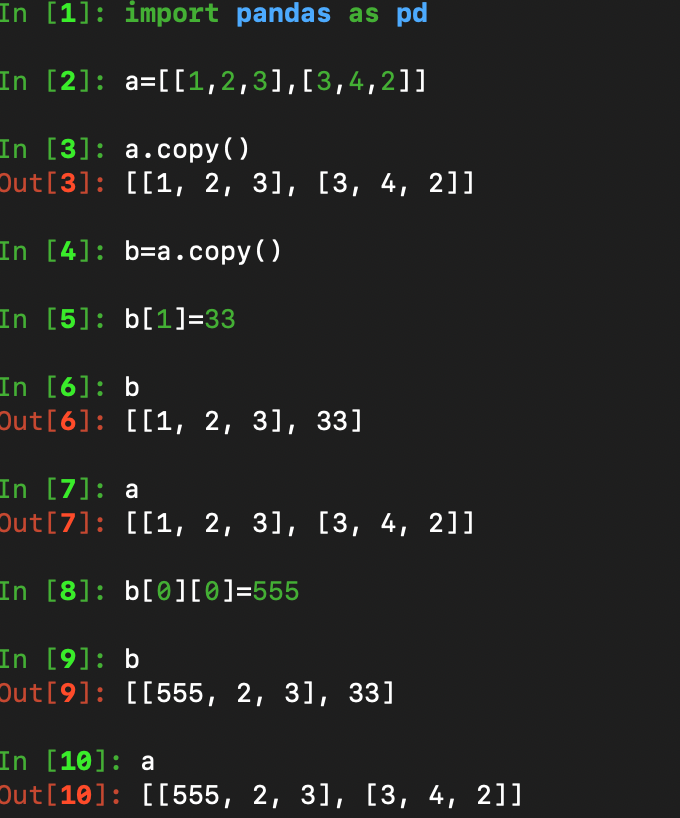 In [1]: import pandas as pd
In [2]: a=[[1,2,3],[3,4,2]]
In [3]: a.copy()
Out[3]: [[1, 2, 3], [3, 4, 2]]
In [4]: b=a.copy()
In [5]: b[1]=33
In [6]: b
Out[6]: [[1, 2, 3], 33]
In [7]: a
Out[7]: [[1, 2, 3], [3, 4, 2]]
In [8]: b[0][0]=555
In [9]: b
Out[9]: [[555, 2, 3], 33]
In [10]: a
Out[10]: [[555, 2, 3], [3, 4, 2]]